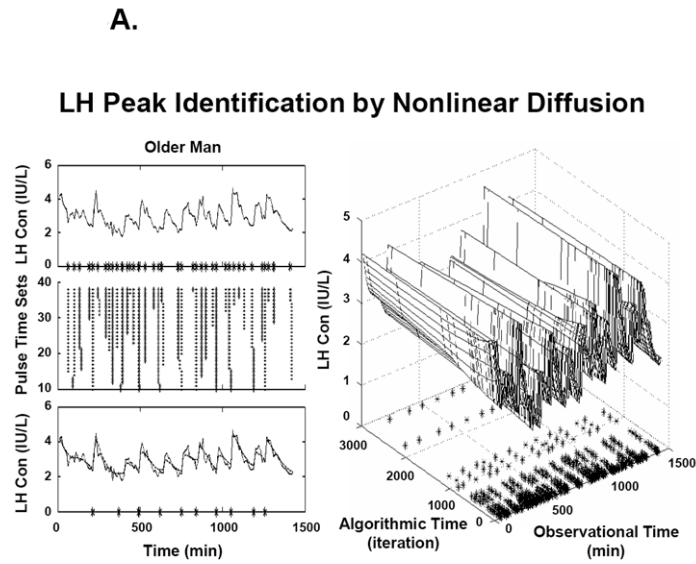 A.
LH Peak Identification by Nonlinear Diffusion
Older Man
LH Con (IU/L)
6
4
2
0
Pulse Time Sets
40
30
20
10
LH Con (IU/L)
6
4
2
0
0 500 1000 1500
Time (min)
LH Con (IU/L)
5
4
3
2
1
0
3000
2000
1000
0
Algorithmic Time
(iteration)
0
500
1000
1500
Observational Time
(min)